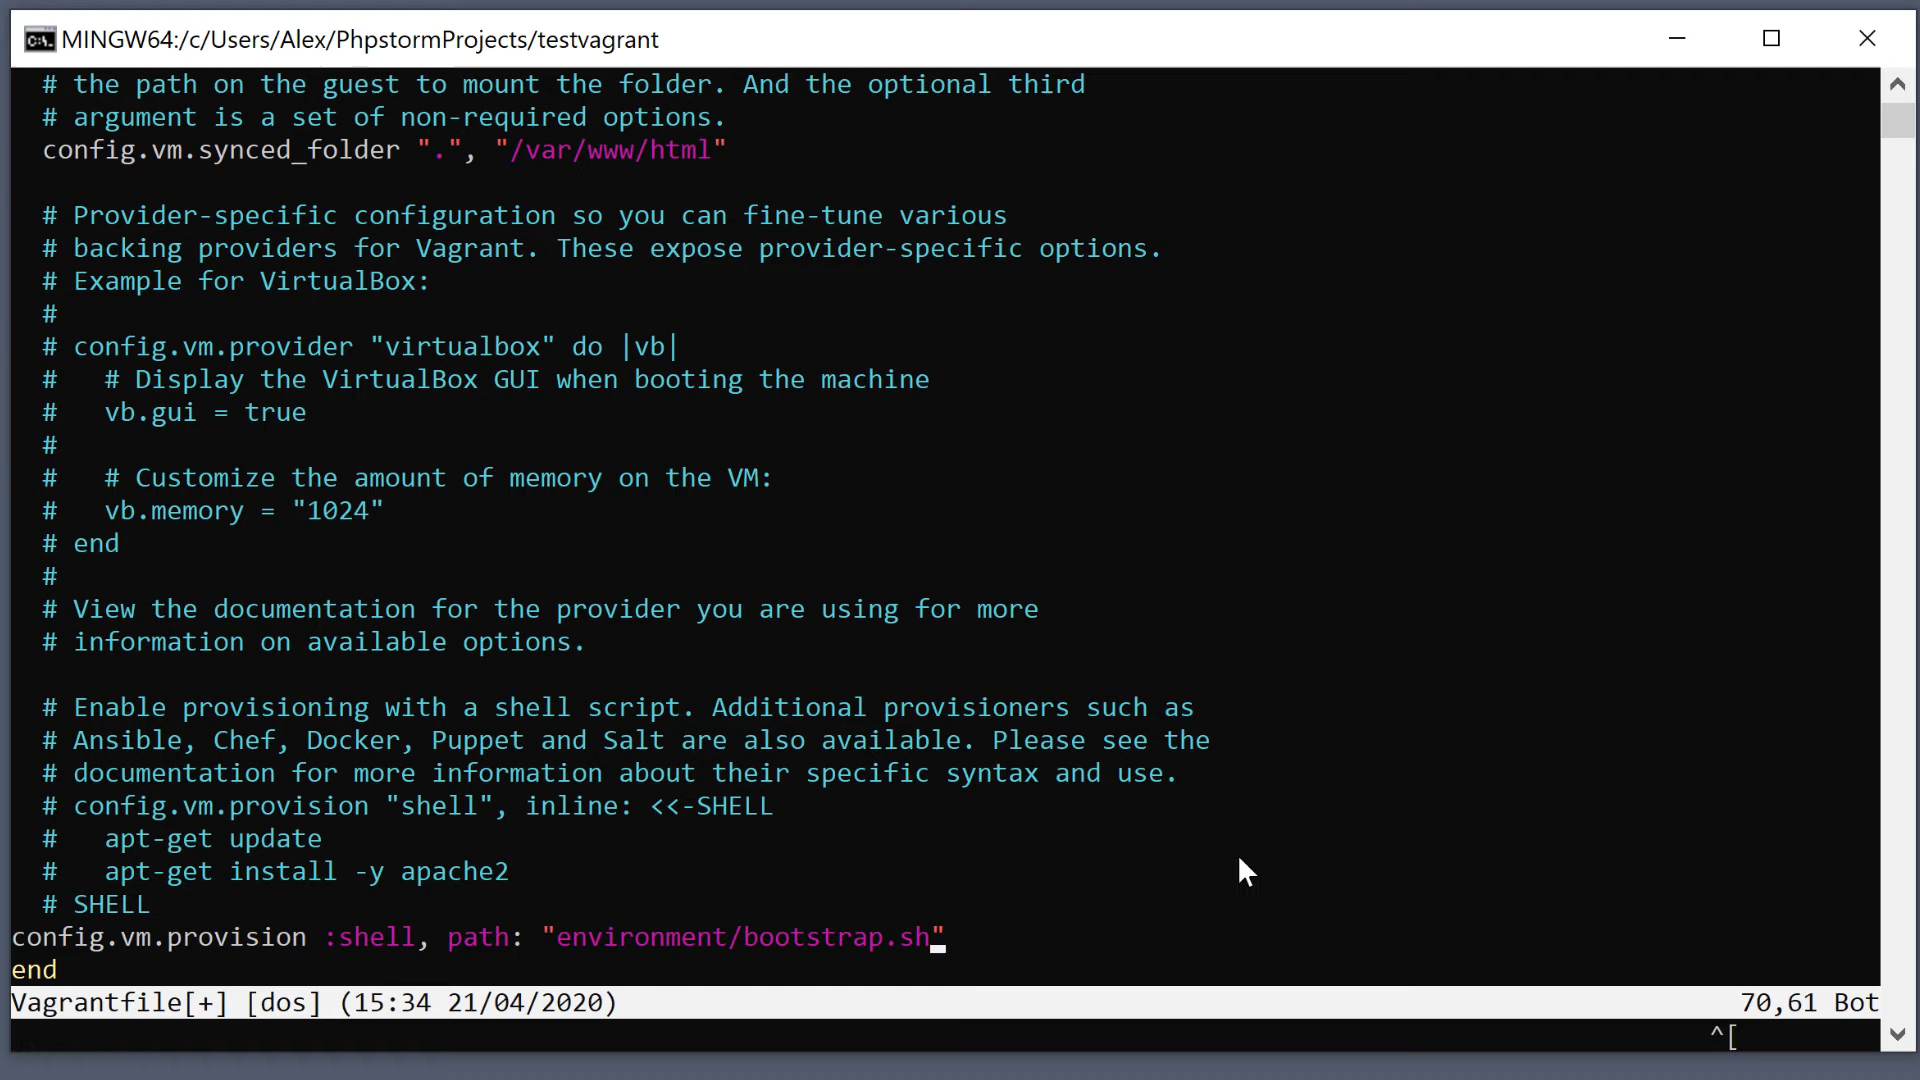 MINGW64:/c/Users/Alex/PhpstormProjects/testvagrant
# the path on the guest to mount the folder. And the optional third
# argument is a set of non-required options.
config.vm.synced_folder ".", "/var/www/html"
# Provider-specific configuration so you can fine-tune various
# backing providers for Vagrant. These expose provider-specific options.
# Example for VirtualBox:
#
# config.vm.provider "virtualbox" do |vb|
#   # Display the VirtualBox GUI when booting the machine
#   vb.gui = true
#
#   # Customize the amount of memory on the VM:
#   vb.memory = "1024"
# end
#
# View the documentation for the provider you are using for more
# information on available options.
# Enable provisioning with a shell script. Additional provisioners such as
# Ansible, Chef, Docker, Puppet and Salt are also available. Please see the
# documentation for more information about their specific syntax and use.
# config.vm.provision "shell", inline: <<-SHELL
#   apt-get update
#   apt-get install -y apache2
# SHELL
config.vm.provision :shell, path: "environment/bootstrap.sh"
end
Vagrantfile[+] [dos] (15:34 21/04/2020) 70,61 Bot
^[